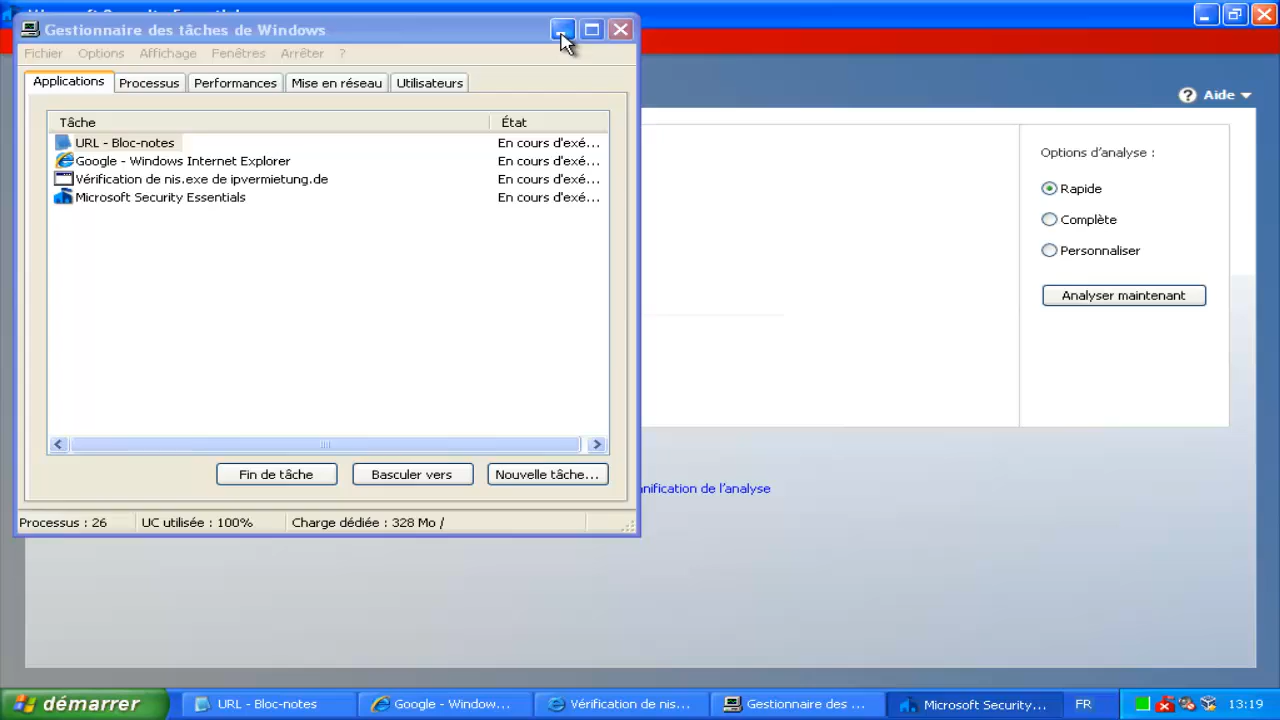 Gestionnaire des tâches de Windows
Fichier Options Affichage Fenêtres Arrêter ?
Applications Processus Performances Mise en réseau Utilisateurs
Tâche État
URL - Bloc-notes En cours d'exé...
Google - Windows Internet Explorer En cours d'exé...
Vérification de nis.exe de ipvermietung.de En cours d'exé...
Microsoft Security Essentials En cours d'exé...
Fin de tâche Basculer vers Nouvelle tâche...
Processus : 26 UC utilisée : 100% Charge dédiée : 328 Mo /
? Aide
Options d'analyse :
Rapide
Complète
Personnaliser
Analyser maintenant
nification de l'analyse
démarrer URL - Bloc-notes Google - Window... Vérification de nis... Gestionnaire des ... Microsoft Security... FR 13:19